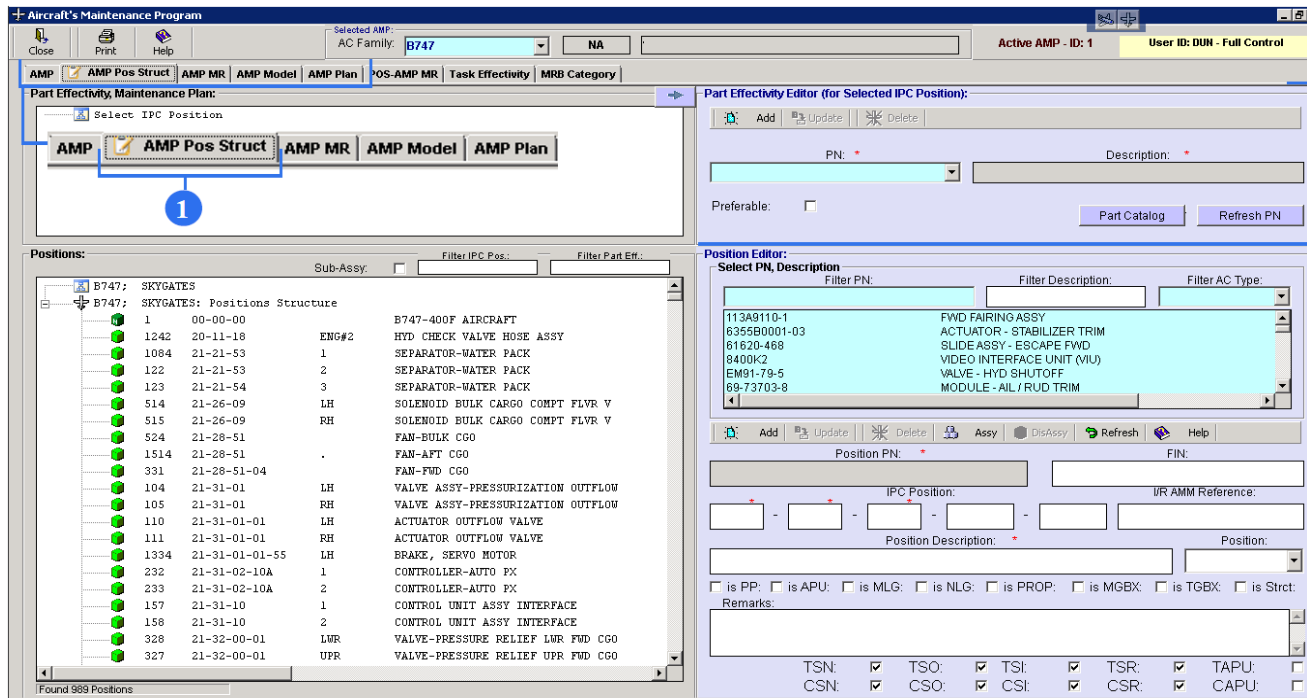 Aircraft's Maintenance Program
Close Print Help
Selected AMP:
AC Family: B747 NA
Active AMP - ID: 1
User ID: DUN - Full Control
AMP AMP Pos Struct AMP MR AMP Model AMP Plan POS-AMP MR Task Effectivity MRB Category
Part Effectivity, Maintenance Plan:
Select IPC Position
AMP AMP Pos Struct AMP MR AMP Model AMP Plan
1
Positions:
Sub-Assy: Filter IPC Pos.: Filter Part Eff.:
B747; SKYGATES
B747; SKYGATES: Positions Structure
1 00-00-00 B747-400F AIRCRAFT
1242 20-11-18 ENG#2 HYD CHECK VALVE HOSE ASSY
1084 21-21-53 1 SEPARATOR-WATER PACK
122 21-21-53 2 SEPARATOR-WATER PACK
123 21-21-54 3 SEPARATOR-WATER PACK
514 21-26-09 LH SOLENOID BULK CARGO COMPT FLVR V
515 21-26-09 RH SOLENOID BULK CARGO COMPT FLVR V
524 21-28-51 FAN-BULK CGO
1514 21-28-51 . FAN-AFT CGO
331 21-28-51-04 FAN-FWD CGO
104 21-31-01 LH VALVE ASSY-PRESSURIZATION OUTFLOW
105 21-31-01 RH VALVE ASSY-PRESSURIZATION OUTFLOW
110 21-31-01-01 LH ACTUATOR OUTFLOW VALVE
111 21-31-01-01 RH ACTUATOR OUTFLOW VALVE
1334 21-31-01-01-55 LH BRAKE, SERVO MOTOR
232 21-31-02-10A 1 CONTROLLER-AUTO PX
233 21-31-02-10A 2 CONTROLLER-AUTO PX
157 21-31-10 1 CONTROL UNIT ASSY INTERFACE
158 21-31-10 2 CONTROL UNIT ASSY INTERFACE
328 21-32-00-01 LWR VALVE-PRESSURE RELIEF LWR FWD CGO
327 21-32-00-01 UPR VALVE-PRESSURE RELIEF UPR FWD CGO
Found 989 Positions
Part Effectivity Editor (for Selected IPC Position):
Add Update Delete
PN: * Description: *
Preferable:
Part Catalog Refresh PN
Position Editor:
Select PN, Description
Filter PN: Filter Description: Filter AC Type:
113A9110-1 FWD FAIRING ASSY
6355B0001-03 ACTUATOR - STABILIZER TRIM
61620-468 SLIDE ASSY - ESCAPE FWD
8400K2 VIDEO INTERFACE UNIT (VIU)
EM91-79-5 VALVE - HYD SHUTOFF
69-73703-8 MODULE - AIL / RUD TRIM
Add Update Delete Assy DisAssy Refresh Help
Position PN: * FIN:
IPC Position: I/R AMM Reference:
* - * - * - -
Position Description: * Position:
is PP: is APU: is MLG: is NLG: is PROP: is MGBX: is TGBX: is Strct:
Remarks:
TSN: TSO: TSI: TSR: TAPU:
CSN: CSO: CSI: CSR: CAPU: